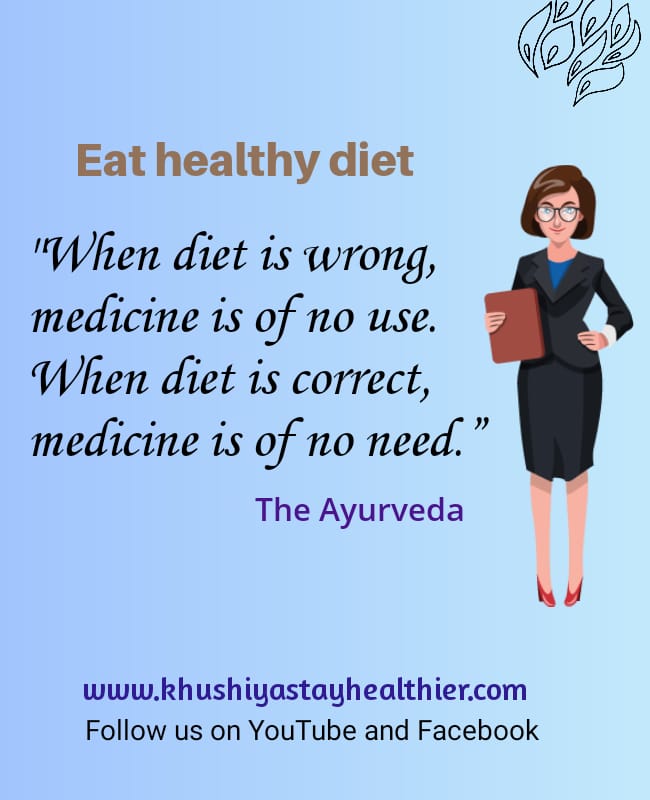 Eat healthy diet
"When diet is wrong,
medicine is of no use.
When diet is correct,
medicine is of no need.”
The Ayurveda
www.khushiyastayhealthier.com
Follow us on YouTube and Facebook